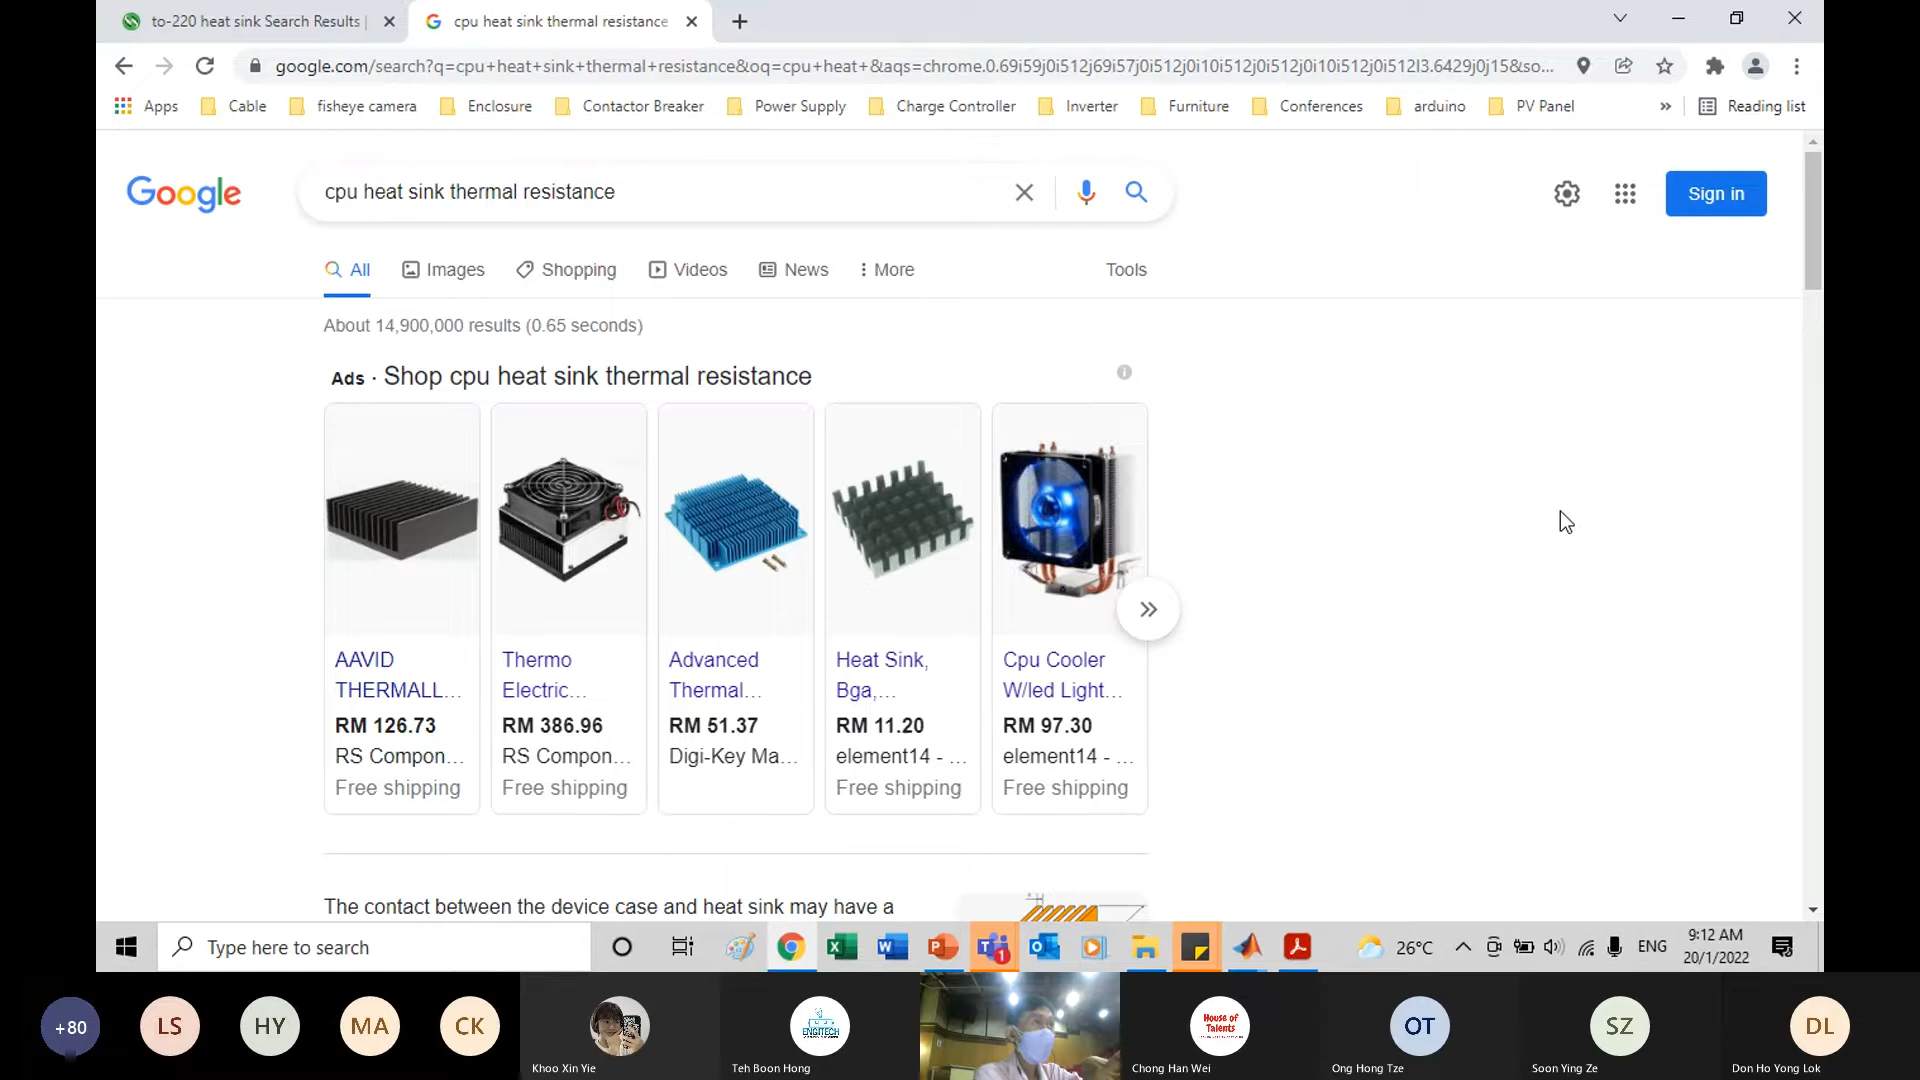 to-220 heat sink Search Results |
cpu heat sink thermal resistance
google.com/search?q=cpu+heat+sink+thermal+resistance&oq=cpu+heat+&aqs=chrome.0.69i59j0i512j69i57j0i512j0i10i512j0i512j0i10i512j0i512l3.6429j0j15&so...
Apps
Cable
fisheye camera
Enclosure
Contactor Breaker
Power Supply
Charge Controller
Inverter
Furniture
Conferences
arduino
PV Panel
»
Reading list
Google
cpu heat sink thermal resistance
Sign in
All
Images
Shopping
Videos
News
More
Tools
About 14,900,000 results (0.65 seconds)
Ads · Shop cpu heat sink thermal resistance
AAVID
THERMALL...
RM 126.73
RS Compon...
Free shipping
Thermo
Electric...
RM 386.96
RS Compon...
Free shipping
Advanced
Thermal...
RM 51.37
Digi-Key Ma...
Heat Sink,
Bga,...
RM 11.20
element14 - ...
Free shipping
Cpu Cooler
W/led Light...
RM 97.30
element14 - ...
Free shipping
The contact between the device case and heat sink may have a
Type here to search
26°C
ENG
9:12 AM
20/1/2022
+80
LS
HY
MA
CK
Khoo Xin Yie
ENGITECH
Teh Boon Hong
House of
Talents
Chong Han Wei
OT
Ong Hong Tze
SZ
Soon Ying Ze
DL
Don Ho Yong Lok